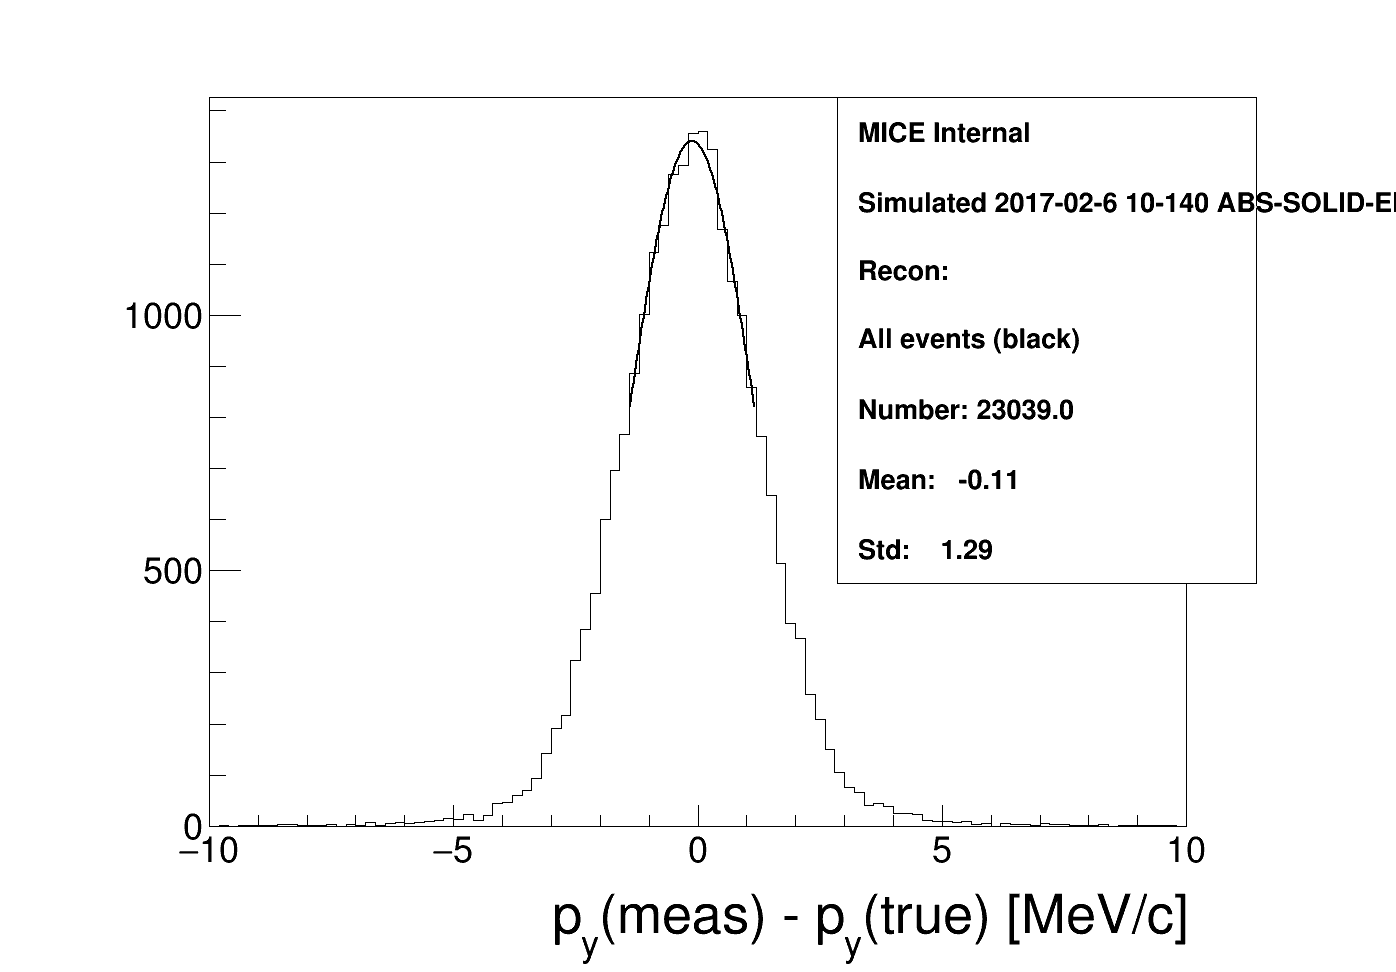 MICE Internal
Simulated 2017-02-6 10-140 ABS-SOLID-E
Recon:
All events (black)
Number: 23039.0
Mean: -0.11
Std: 1.29
1000
500
0
−10 −5 0 5 10
py(meas) - py(true) [MeV/c]